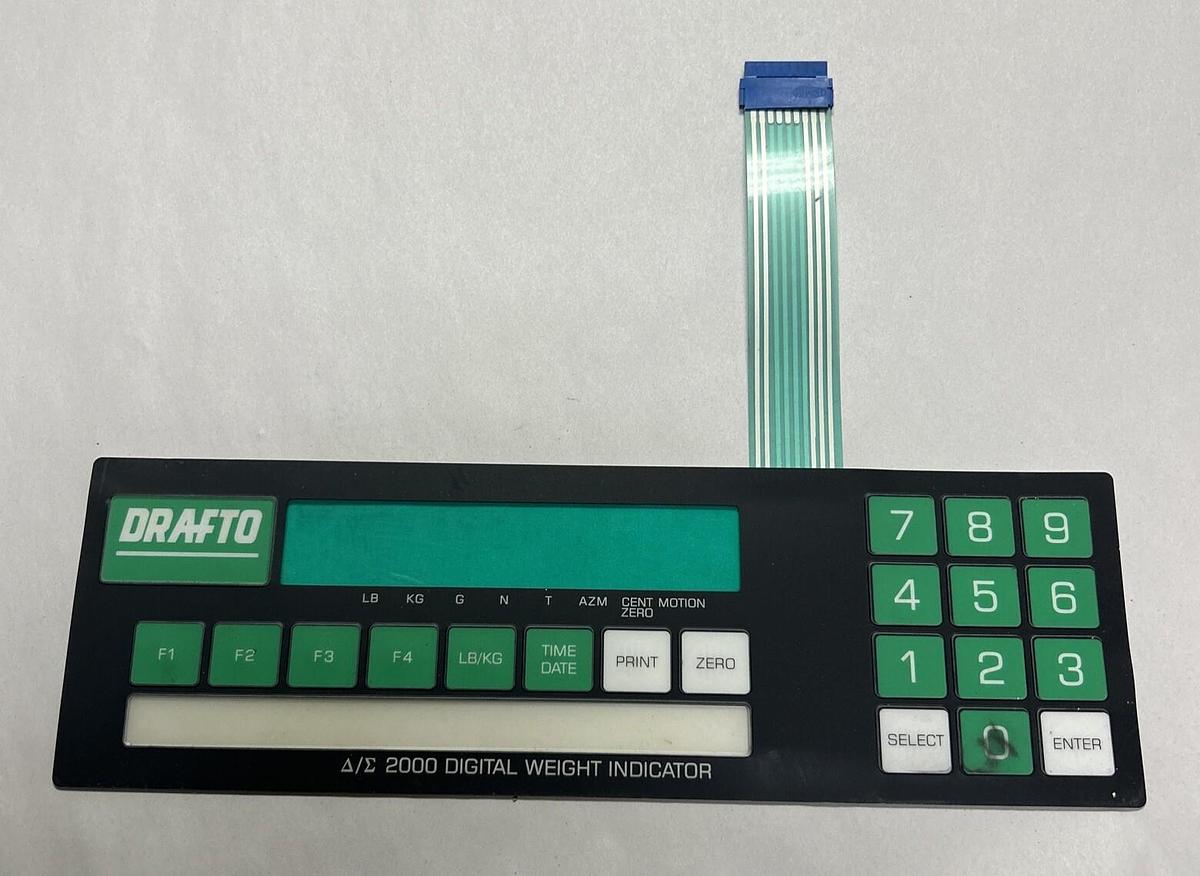 DRAFTO
LB KG G N T AZM CENT ZERO MOTION
F1 F2 F3 F4 LB/KG TIME DATE PRINT ZERO
Δ/Σ 2000 DIGITAL WEIGHT INDICATOR
7 8 9
4 5 6
1 2 3
SELECT 0 ENTER